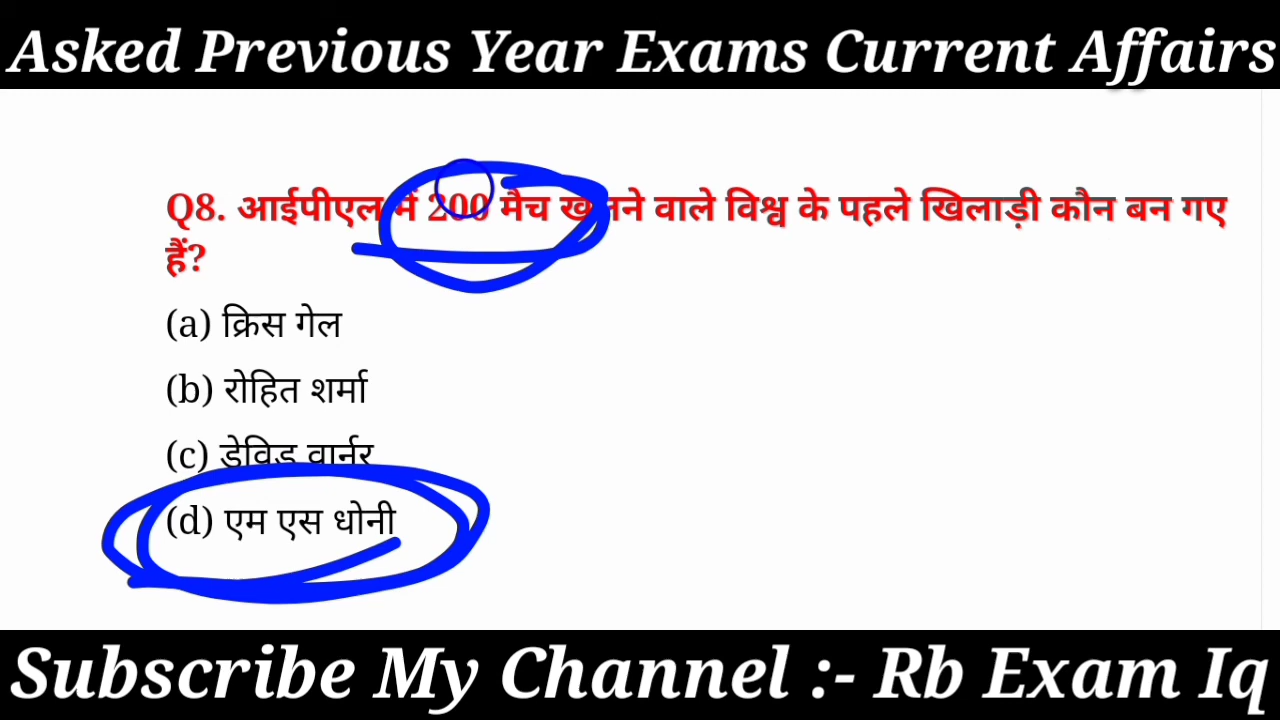 Asked Previous Year Exams Current Affairs
Q8. आईपीएल में 200 मैच खेलने वाले विश्व के पहले खिलाड़ी कौन बन गए
हैं?
(a) क्रिस गेल
(b) रोहित शर्मा
(c) डेविड वार्नर
(d) एम एस धोनी
Subscribe My Channel :- Rb Exam Iq